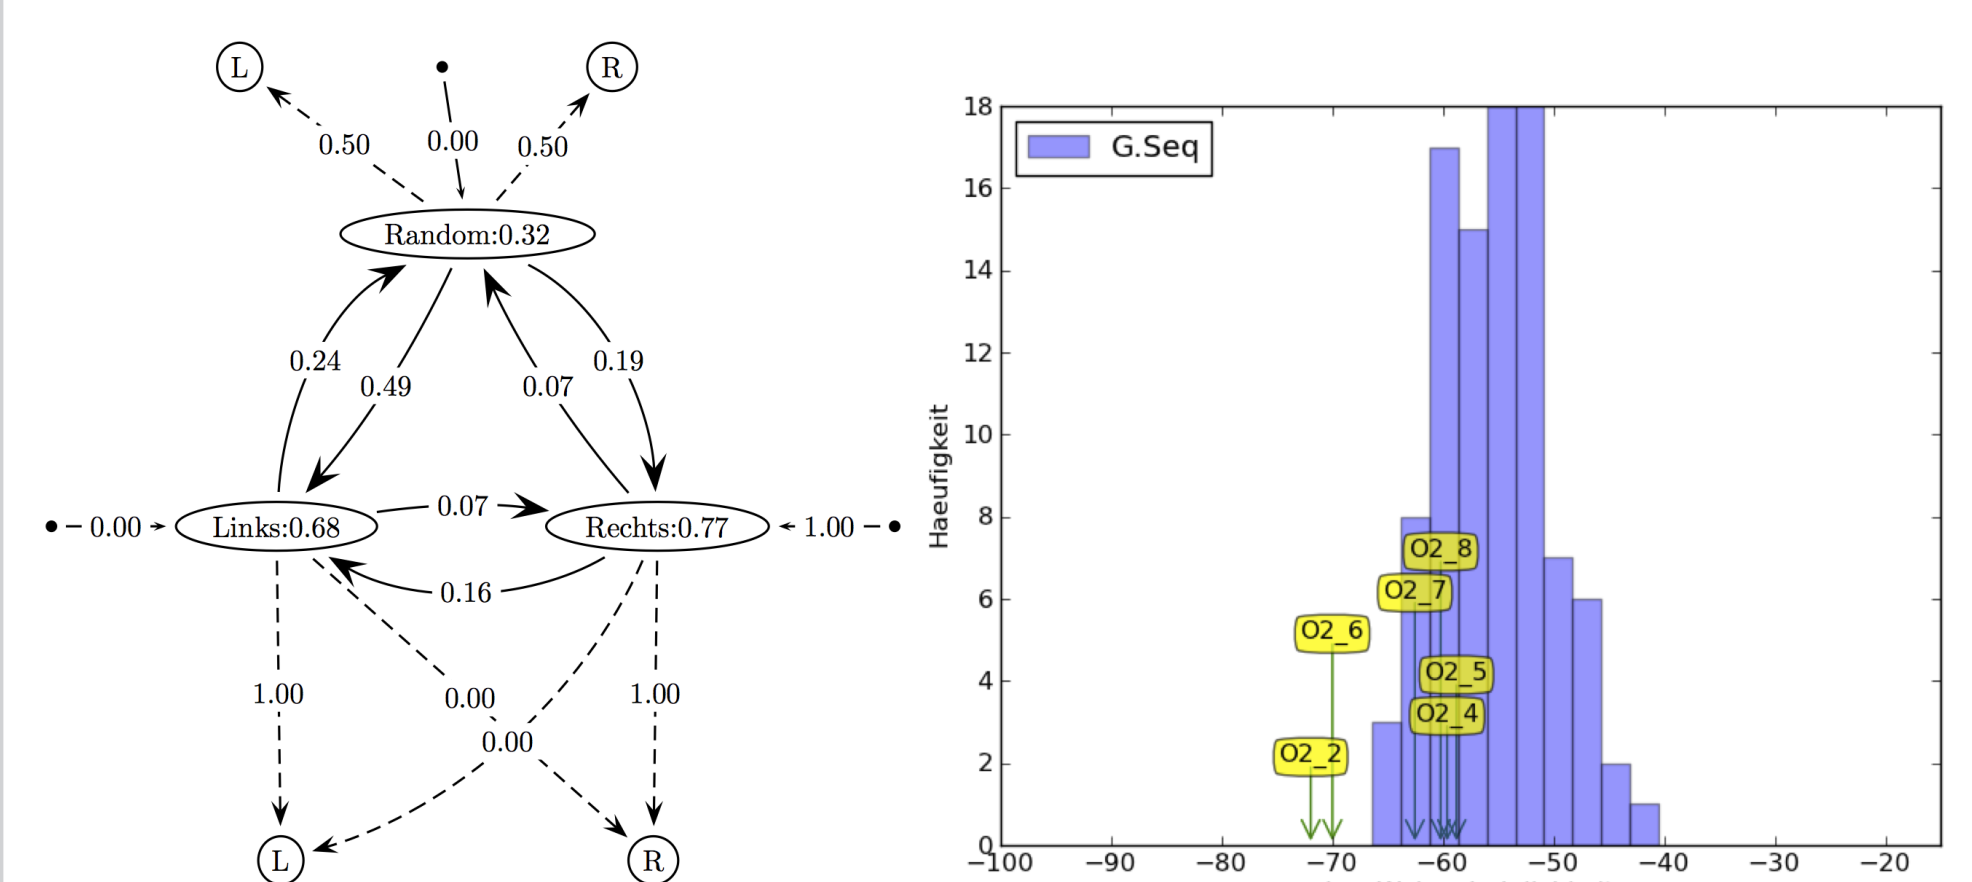 L
R
0.50
0.00
0.50
Random:0.32
0.24
0.49
0.07
0.19
0.00
Links:0.68
0.07
Rechts:0.77
1.00
0.16
1.00
0.00
1.00
0.00
L
R
G.Seq
Haeufigkeit
18
16
14
12
10
8
6
4
2
0
O2_8
O2_7
O2_6
O2_5
O2_4
O2_2
−100
−90
−80
−70
−60
−50
−40
−30
−20